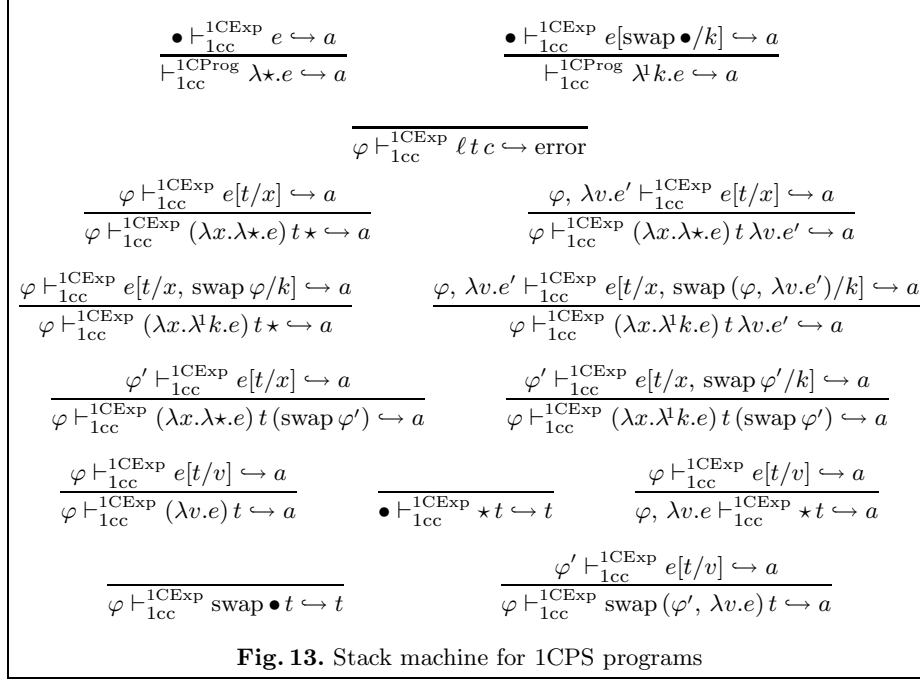 • ⊢^{1CExp}_{1cc} e ↪ a    • ⊢^{1CExp}_{1cc} e[swap •/k] ↪ a
⊢^{1CProg}_{1cc} λ⋆.e ↪ a    ⊢^{1CProg}_{1cc} λ¹k.e ↪ a
φ ⊢^{1CExp}_{1cc} ℓ t c ↪ error
φ ⊢^{1CExp}_{1cc} e[t/x] ↪ a    φ, λv.e′ ⊢^{1CExp}_{1cc} e[t/x] ↪ a
φ ⊢^{1CExp}_{1cc} (λx.λ⋆.e) t ⋆ ↪ a    φ ⊢^{1CExp}_{1cc} (λx.λ⋆.e) t λv.e′ ↪ a
φ ⊢^{1CExp}_{1cc} e[t/x, swap φ/k] ↪ a    φ, λv.e′ ⊢^{1CExp}_{1cc} e[t/x, swap (φ, λv.e′)/k] ↪ a
φ ⊢^{1CExp}_{1cc} (λx.λ¹k.e) t ⋆ ↪ a    φ ⊢^{1CExp}_{1cc} (λx.λ¹k.e) t λv.e′ ↪ a
φ′ ⊢^{1CExp}_{1cc} e[t/x] ↪ a    φ′ ⊢^{1CExp}_{1cc} e[t/x, swap φ′/k] ↪ a
φ ⊢^{1CExp}_{1cc} (λx.λ⋆.e) t (swap φ′) ↪ a    φ ⊢^{1CExp}_{1cc} (λx.λ¹k.e) t (swap φ′) ↪ a
φ ⊢^{1CExp}_{1cc} e[t/v] ↪ a    φ ⊢^{1CExp}_{1cc} e[t/v] ↪ a
φ ⊢^{1CExp}_{1cc} (λv.e) t ↪ a    • ⊢^{1CExp}_{1cc} ⋆ t ↪ t    φ, λv.e ⊢^{1CExp}_{1cc} ⋆ t ↪ a
φ′ ⊢^{1CExp}_{1cc} e[t/v] ↪ a
φ ⊢^{1CExp}_{1cc} swap • t ↪ t    φ ⊢^{1CExp}_{1cc} swap (φ′, λv.e) t ↪ a
Fig. 13. Stack machine for 1CPS programs